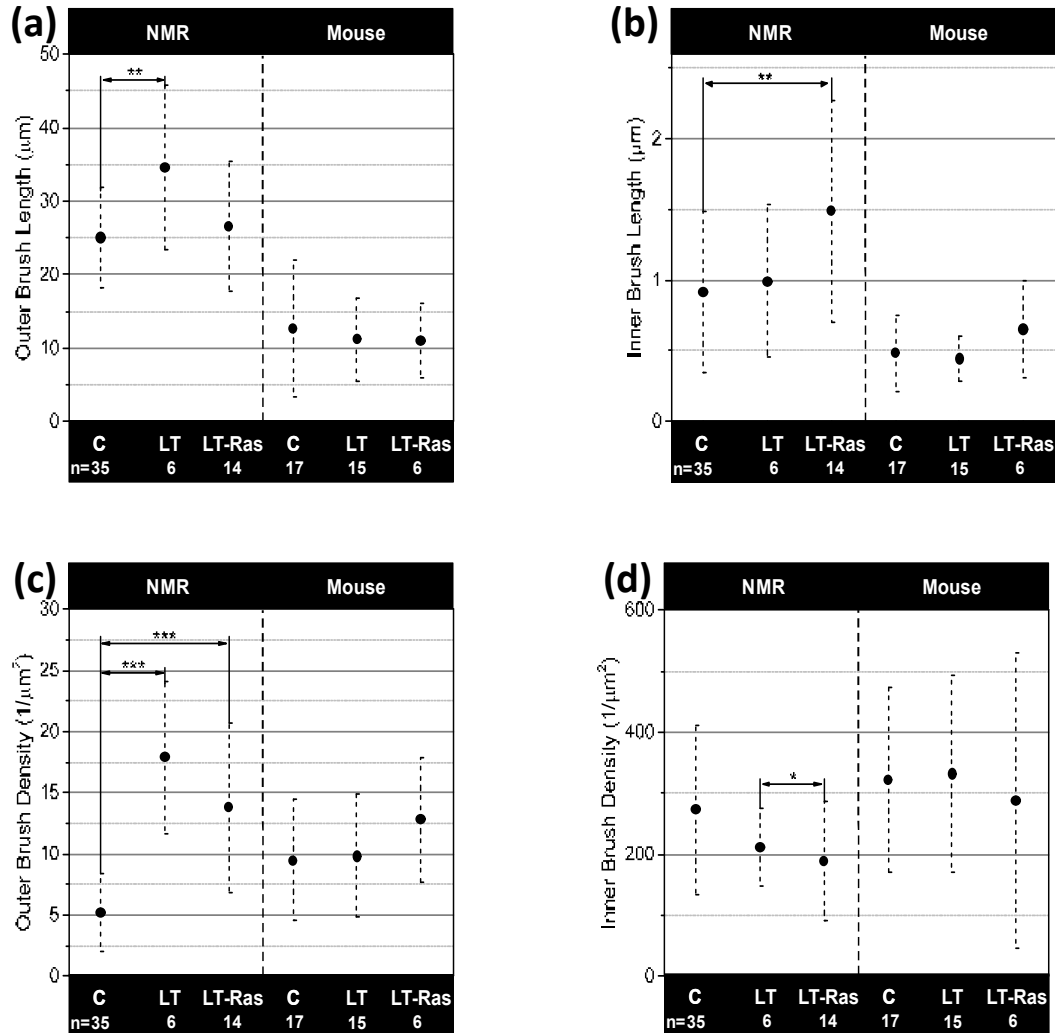 (a)
NMR Mouse
50
40
30
20
10
0
Outer Brush Length (μm)
**
C LT LT-Ras C LT LT-Ras
n=35 6 14 17 15 6
(b)
NMR Mouse
2
1
0
Inner Brush Length (μm)
**
C LT LT-Ras C LT LT-Ras
n=35 6 14 17 15 6
(c)
NMR Mouse
30
25
20
15
10
5
0
Outer Brush Density (1/μm²)
***
***
C LT LT-Ras C LT LT-Ras
n=35 6 14 17 15 6
(d)
NMR Mouse
600
400
200
0
Inner Brush Density (1/μm²)
*
C LT LT-Ras C LT LT-Ras
n=35 6 14 17 15 6